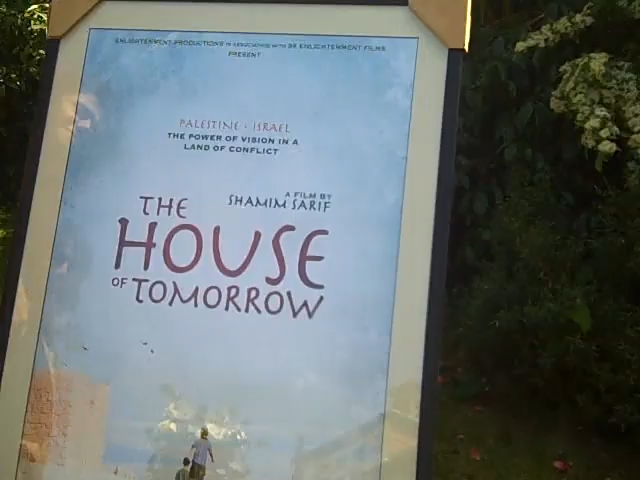 ENLIGHTENMENT PRODUCTIONS IN ASSOCIATION WITH DS ENLIGHTENMENT FILMS
PRESENT
PALESTINE • ISRAEL
THE POWER OF VISION IN A
LAND OF CONFLICT
A FILM BY
SHAMIM SARIF
THE
HOUSE
OF TOMORROW